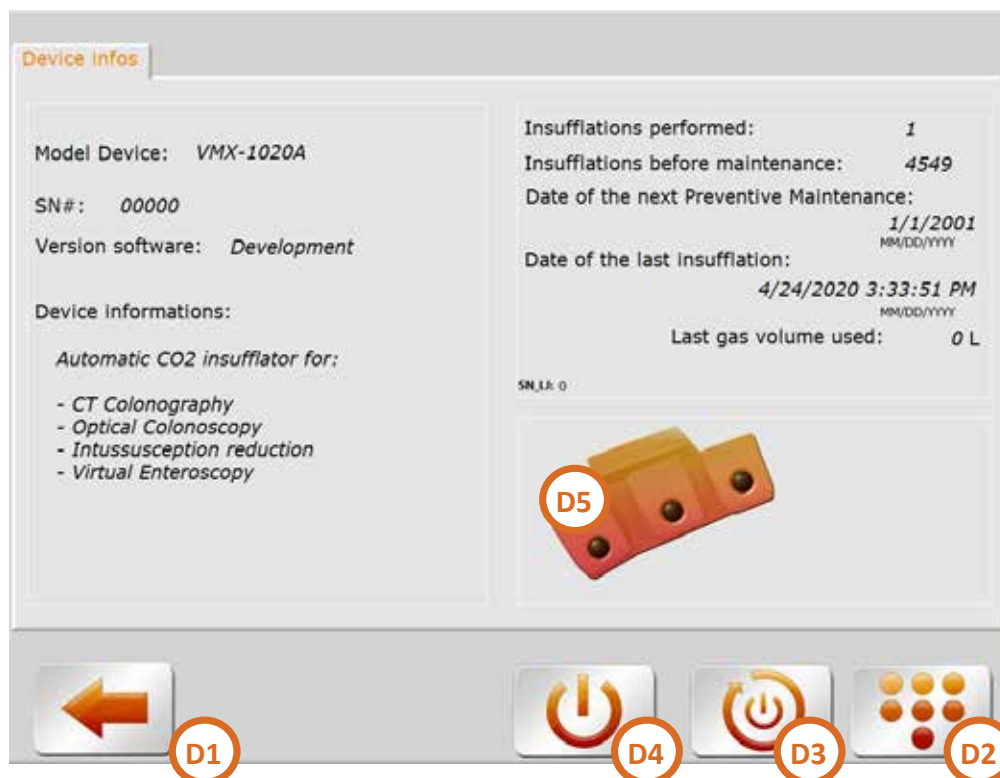 Device infos
Model Device: VMX-1020A
SN#: 00000
Version software: Development
Device informations:
Automatic CO2 insufflator for:
- CT Colonography
- Optical Colonoscopy
- Intussusception reduction
- Virtual Enteroscopy
Insufflations performed: 1
Insufflations before maintenance: 4549
Date of the next Preventive Maintenance:
1/1/2001
MM/DD/YYYY
Date of the last insufflation:
4/24/2020 3:33:51 PM
MM/DD/YYYY
Last gas volume used: 0 L
0
D5
D1
D4
D3
D2